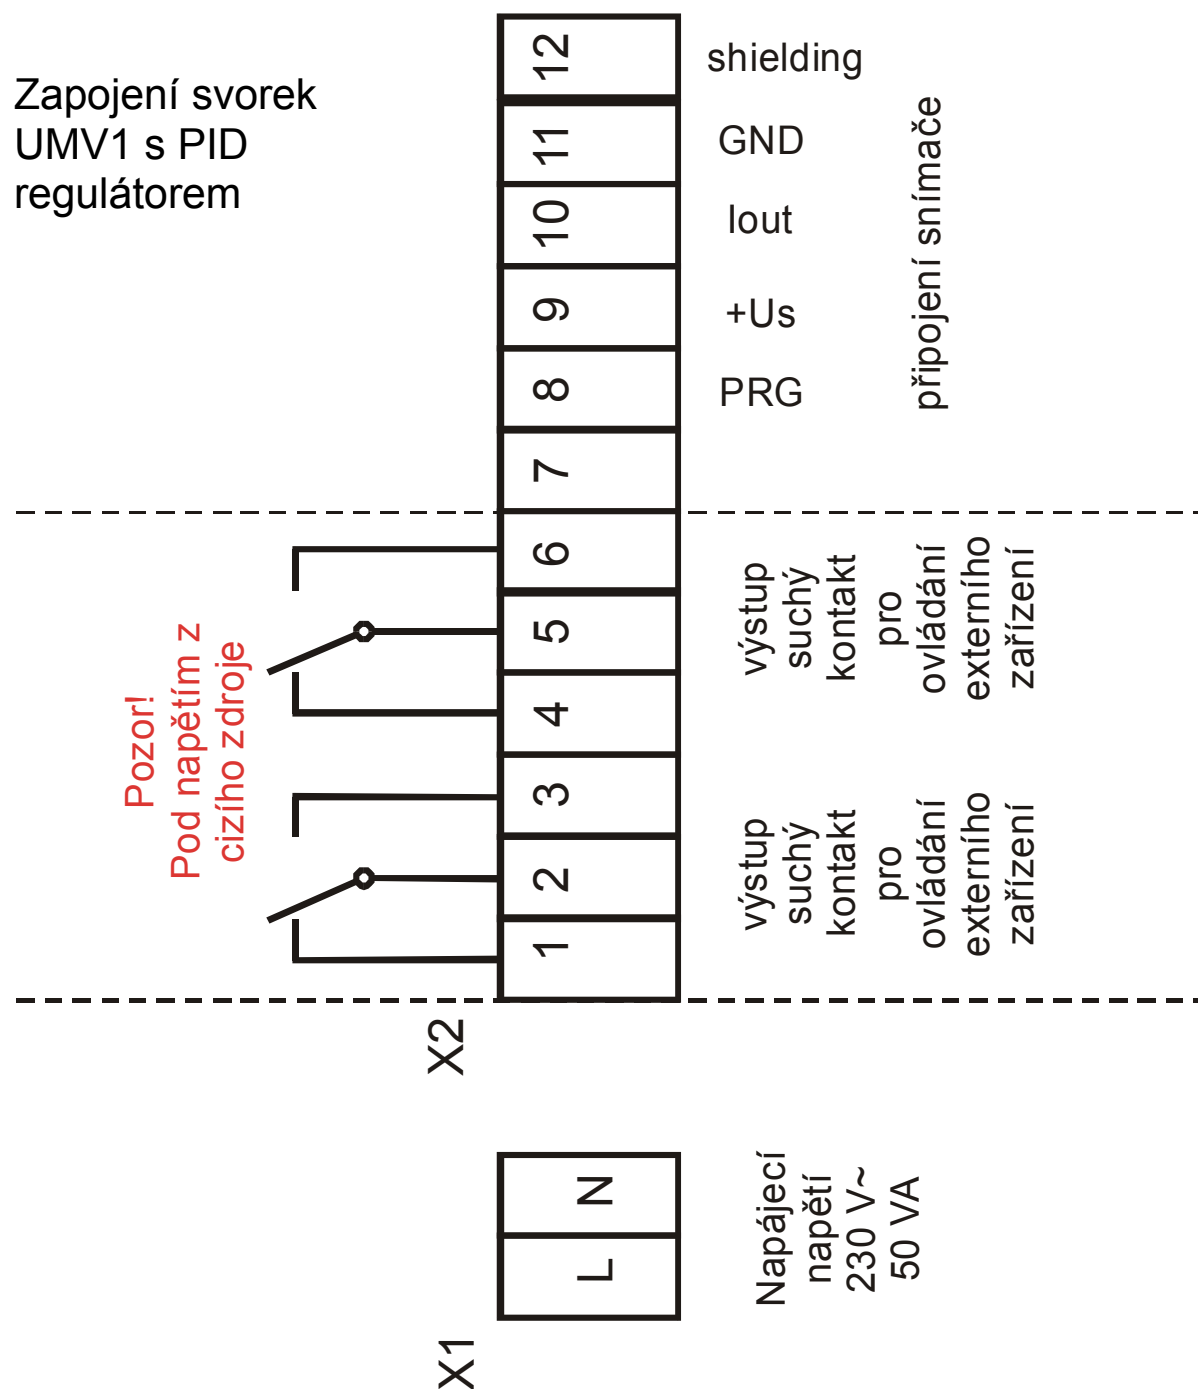 Zapojení svorek
UMV1 s PID
regulátorem
12
shielding
11
GND
10
Iout
9
+Us
8
PRG
připojení snímače
7
6
5
4
výstup
suchý
kontakt
pro
ovládání
externího
zařízení
Pozor!
Pod napětím z
cizího zdroje
3
2
1
výstup
suchý
kontakt
pro
ovládání
externího
zařízení
X2
N
L
Napájecí
napětí
230 V~
50 VA
X1